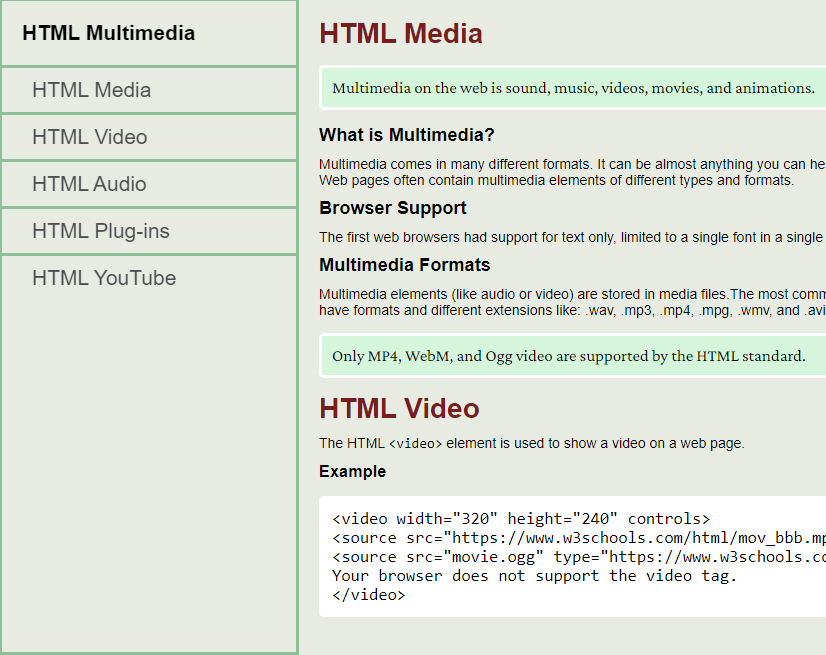 HTML Multimedia
HTML Media
HTML Video
HTML Audio
HTML Plug-ins
HTML YouTube
HTML Media
Multimedia on the web is sound, music, videos, movies, and animations.
What is Multimedia?
Multimedia comes in many different formats. It can be almost anything you can
Web pages often contain multimedia elements of different types and formats.
Browser Support
The first web browsers had support for text only, limited to a single font in a single
Multimedia Formats
Multimedia elements (like audio or video) are stored in media files.The most
have formats and different extensions like: .wav, .mp3, .mp4, .mpg, .wmv, and .avi
Only MP4, WebM, and Ogg video are supported by the HTML standard.
HTML Video
The HTML <video> element is used to show a video on a web page.
Example
<video width="320" height="240" controls>
<source src="https://www.w3schools.com/html/mov_bbb.mp
<source src="movie.ogg" type="https://www.w3schools.co
Your browser does not support the video tag.
</video>